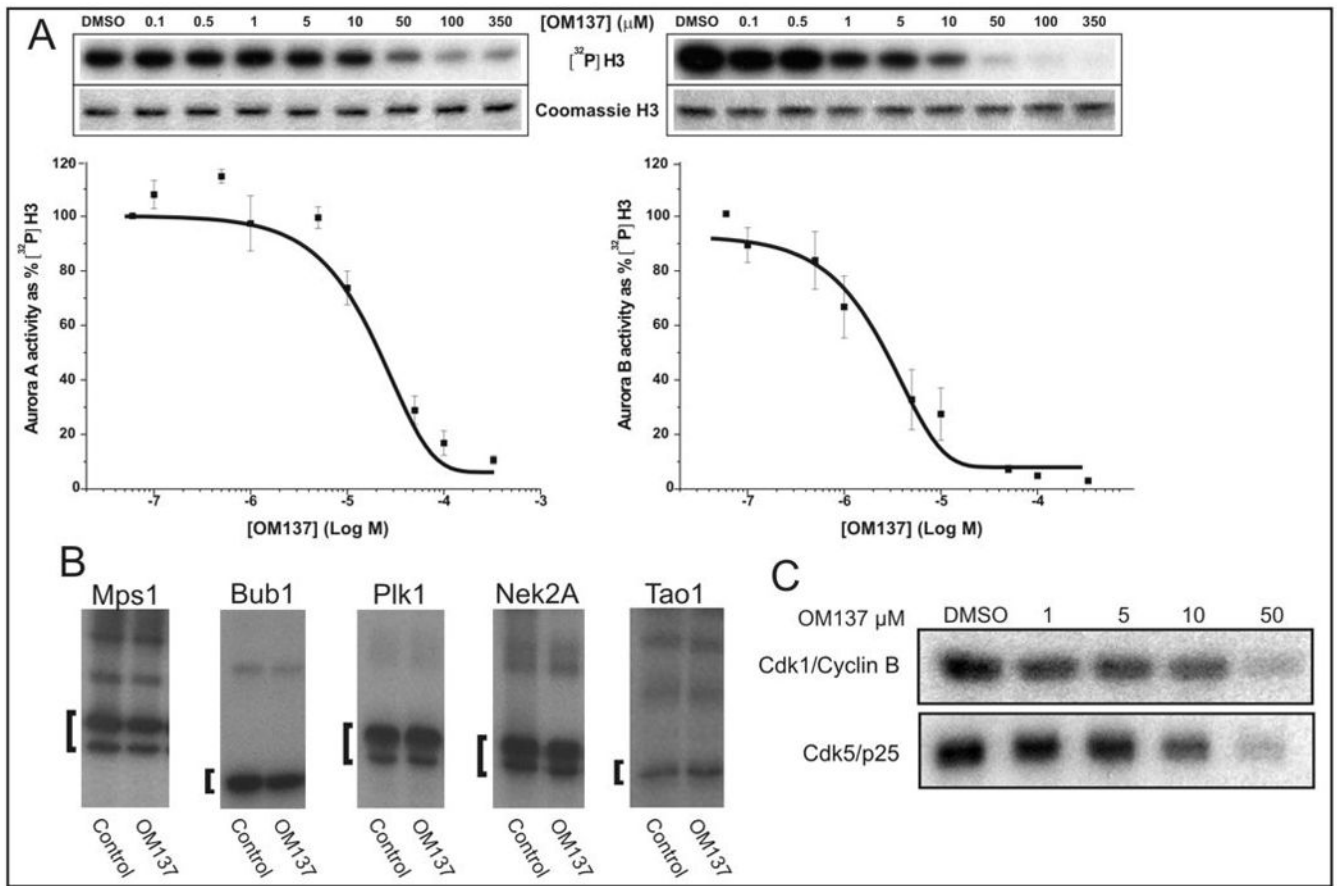 A
DMSO 0.1 0.5 1 5 10 50 100 350 [OM137] (μM) DMSO 0.1 0.5 1 5 10 50 100 350
[³²P] H3
Coomassie H3
Aurora A activity as % [³²P] H3
120
100
80
60
40
20
0
-7 -6 -5 -4 -3
[OM137] (Log M)
Aurora B activity as % [³²P] H3
120
100
80
60
40
20
0
-7 -6 -5 -4
[OM137] (Log M)
B
Mps1 Bub1 Plk1 Nek2A Tao1
Control OM137 Control OM137 Control OM137 Control OM137 Control OM137
C
OM137 μM DMSO 1 5 10 50
Cdk1/Cyclin B
Cdk5/p25